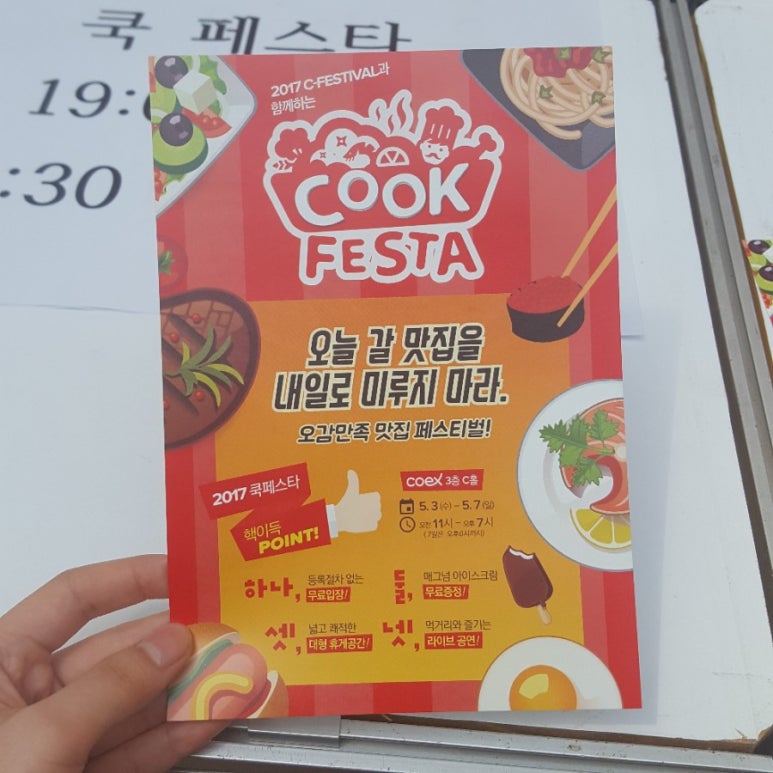 쿡 페스타
19:
:30
2017 C-FESTIVAL과
함께하는
COOK
FESTA
오늘 갈 맛집을
내일로 미루지 마라.
오감만족 맛집 페스티벌!
2017 쿡페스타
핵이득
POINT!
coex 3층 C홀
5.3(수) - 5.7(일)
오전 11시 - 오후 7시
하나, 등록절차 없는
무료입장!
둘, 매그넘 아이스크림
무료증정!
셋, 넓고 쾌적한
대형 휴게공간!
넷, 먹거리와 즐기는
라이브 공연!